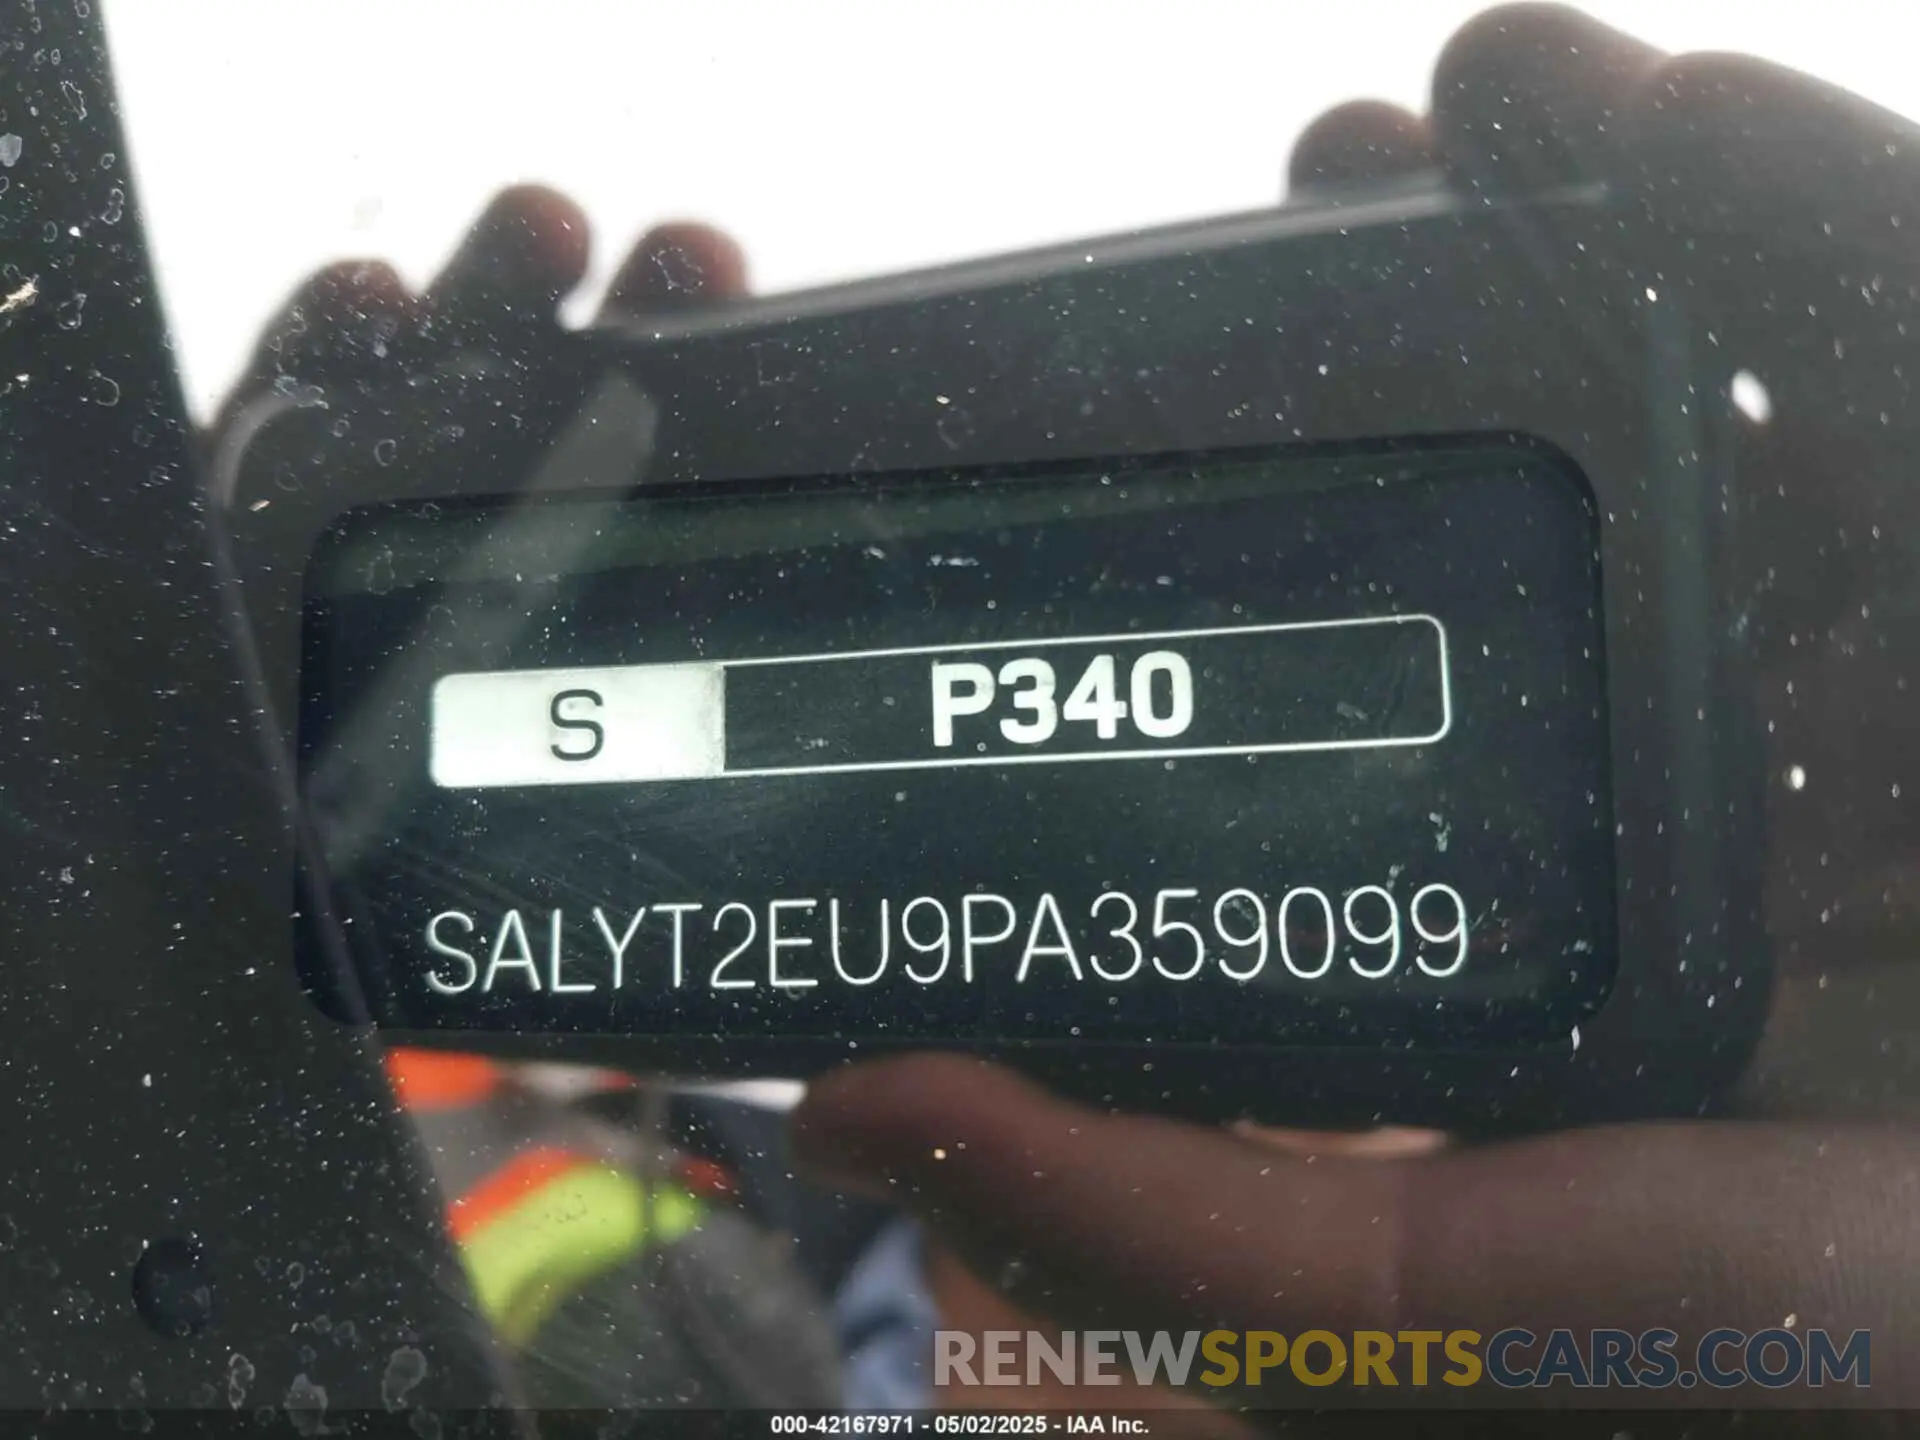 S P340
SALYT2EU9PA359099
RENEWSPORTSCARS.COM
000-42167971 - 05/02/2025 - IAA Inc.